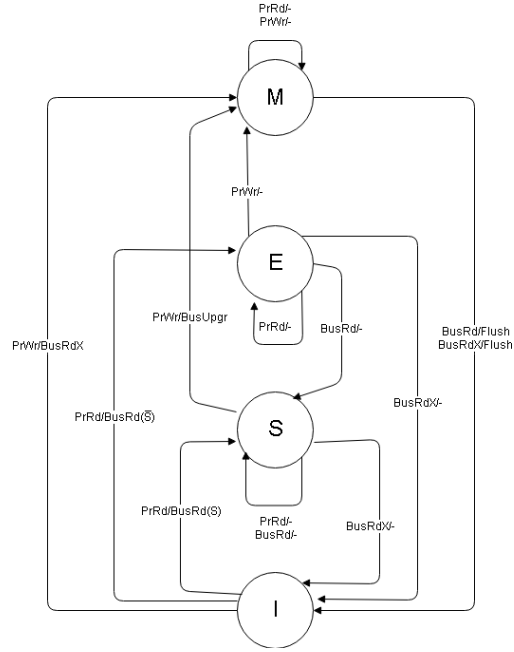 PrRd/-
PrWr/-
M
PrWr/-
E
PrRd/-
BusRd/-
PrWr/BusUpgr
BusRd/Flush
BusRdX/Flush
PrWr/BusRdX
BusRdX/-
PrRd/BusRd(S̅)
S
PrRd/BusRd(S)
PrRd/-
BusRd/-
BusRdX/-
I